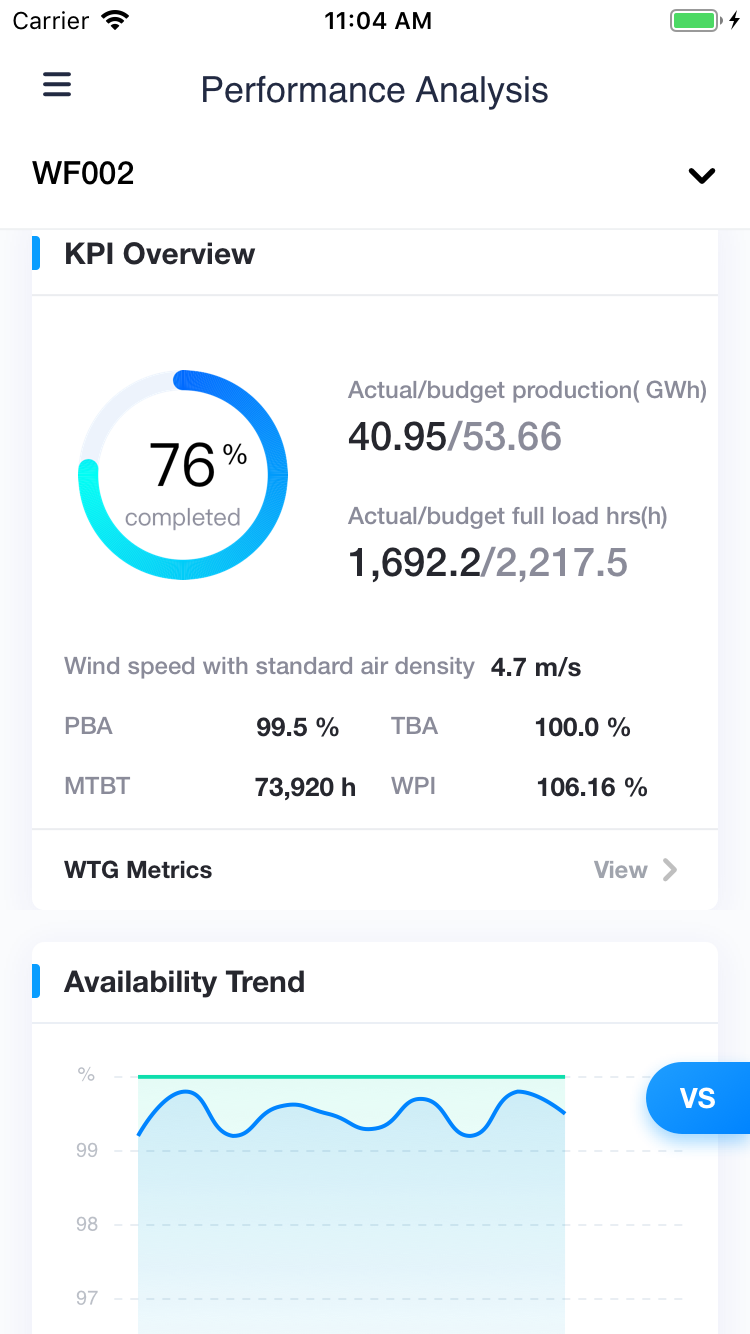 Carrier 11:04 AM
Performance Analysis
WF002
KPI Overview
76 %
completed
Actual/budget production( GWh)
40.95/53.66
Actual/budget full load hrs(h)
1,692.2/2,217.5
Wind speed with standard air density 4.7 m/s
PBA 99.5 % TBA 100.0 %
MTBT 73,920 h WPI 106.16 %
WTG Metrics View
Availability Trend
%
VS
99
98
97